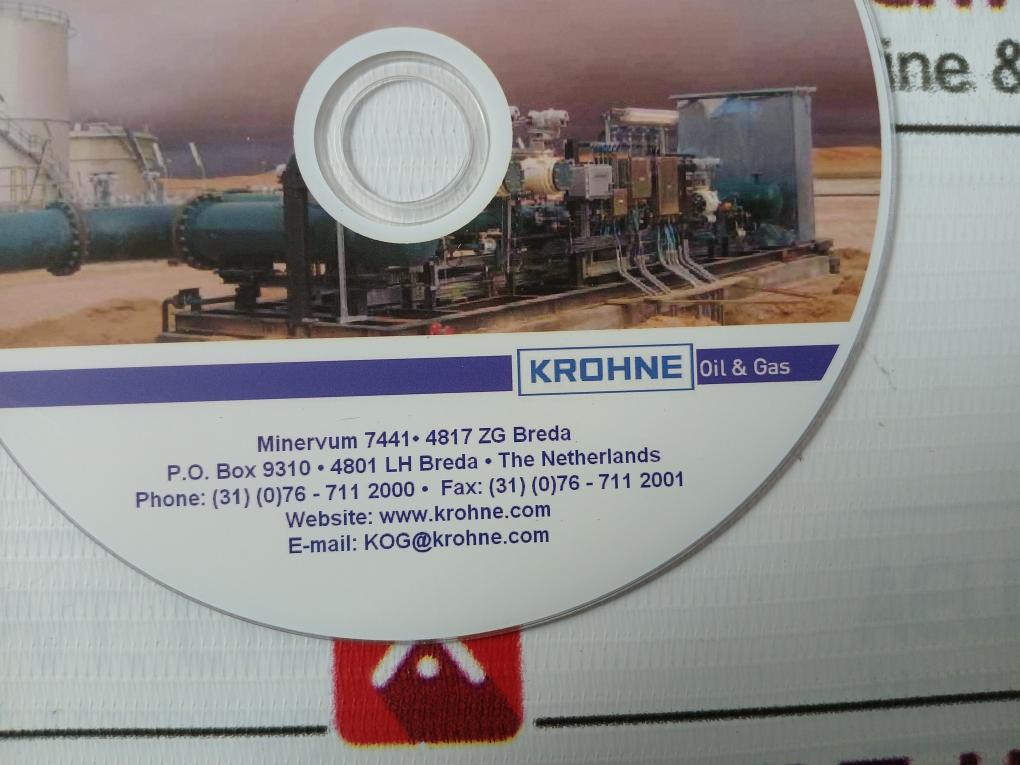 ine &
KROHNE Oil & Gas
Minervum 7441• 4817 ZG Breda
P.O. Box 9310 • 4801 LH Breda • The Netherlands
Phone: (31) (0)76 - 711 2000 • Fax: (31) (0)76 - 711 2001
Website: www.krohne.com
E-mail: KOG@krohne.com